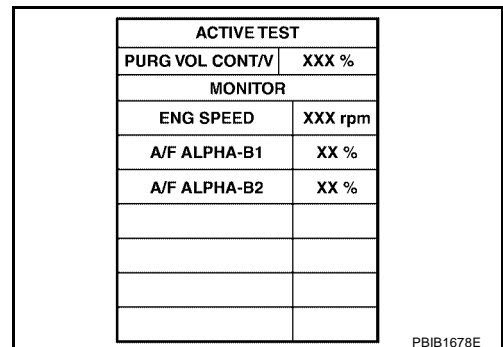 ACTIVE TEST
PURG VOL CONT/V XXX %
MONITOR
ENG SPEED XXX rpm
A/F ALPHA-B1 XX %
A/F ALPHA-B2 XX %
PBIB1678E